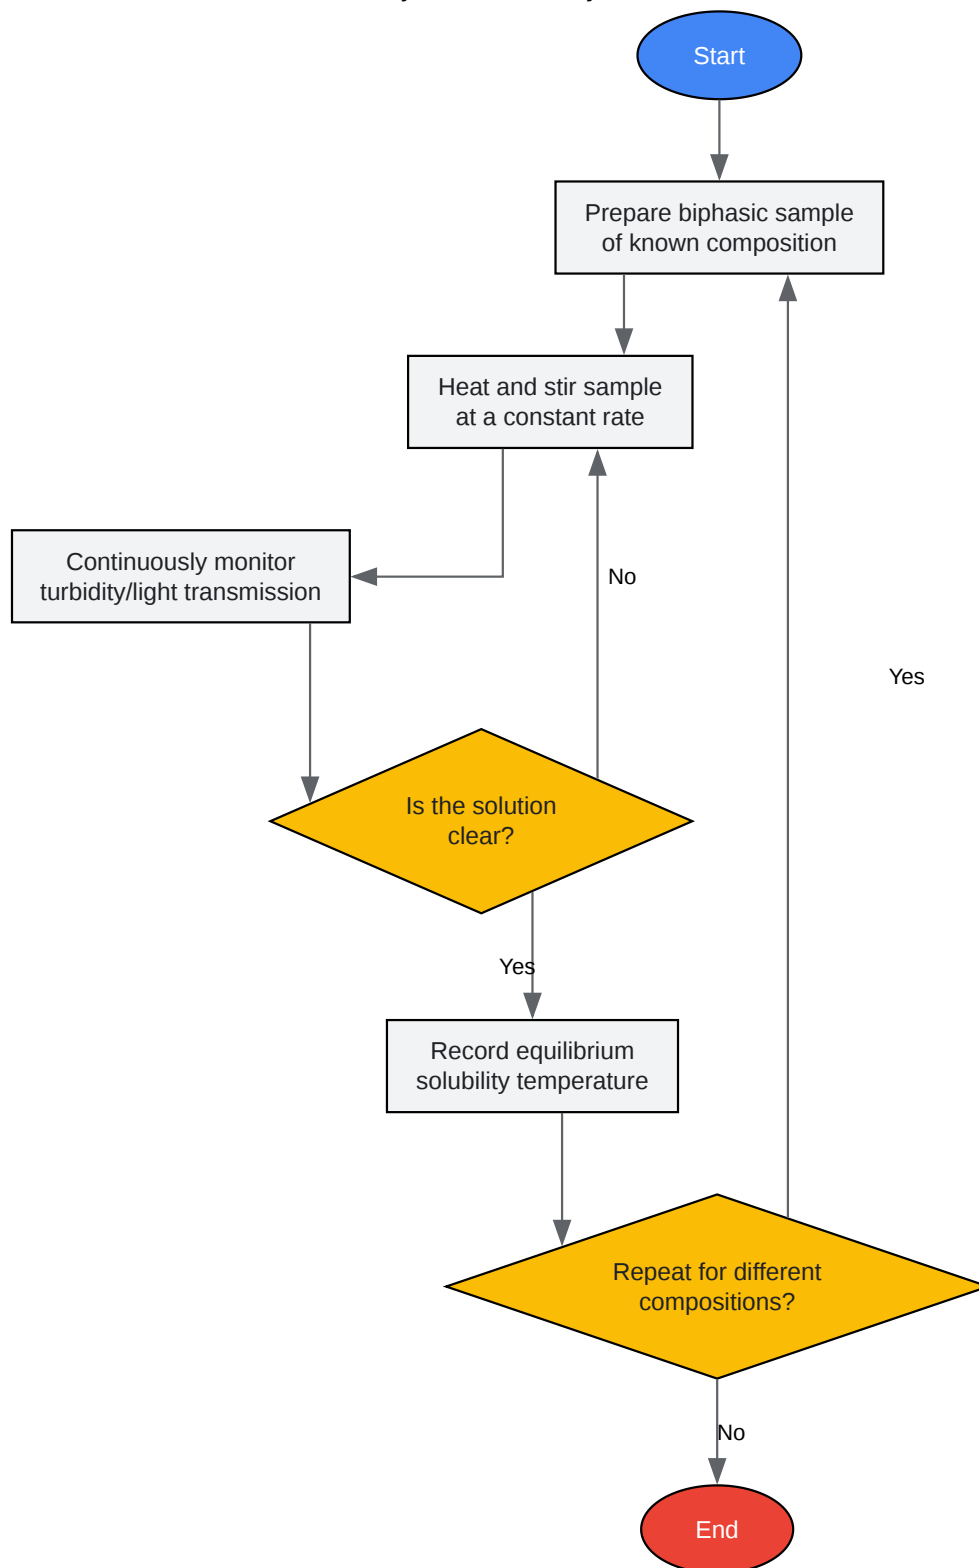 Start
Prepare biphasic sample
of known composition
Heat and stir sample
at a constant rate
Continuously monitor
turbidity/light transmission
No
Yes
Is the solution
clear?
Yes
Record equilibrium
solubility temperature
Repeat for different
compositions?
No
End